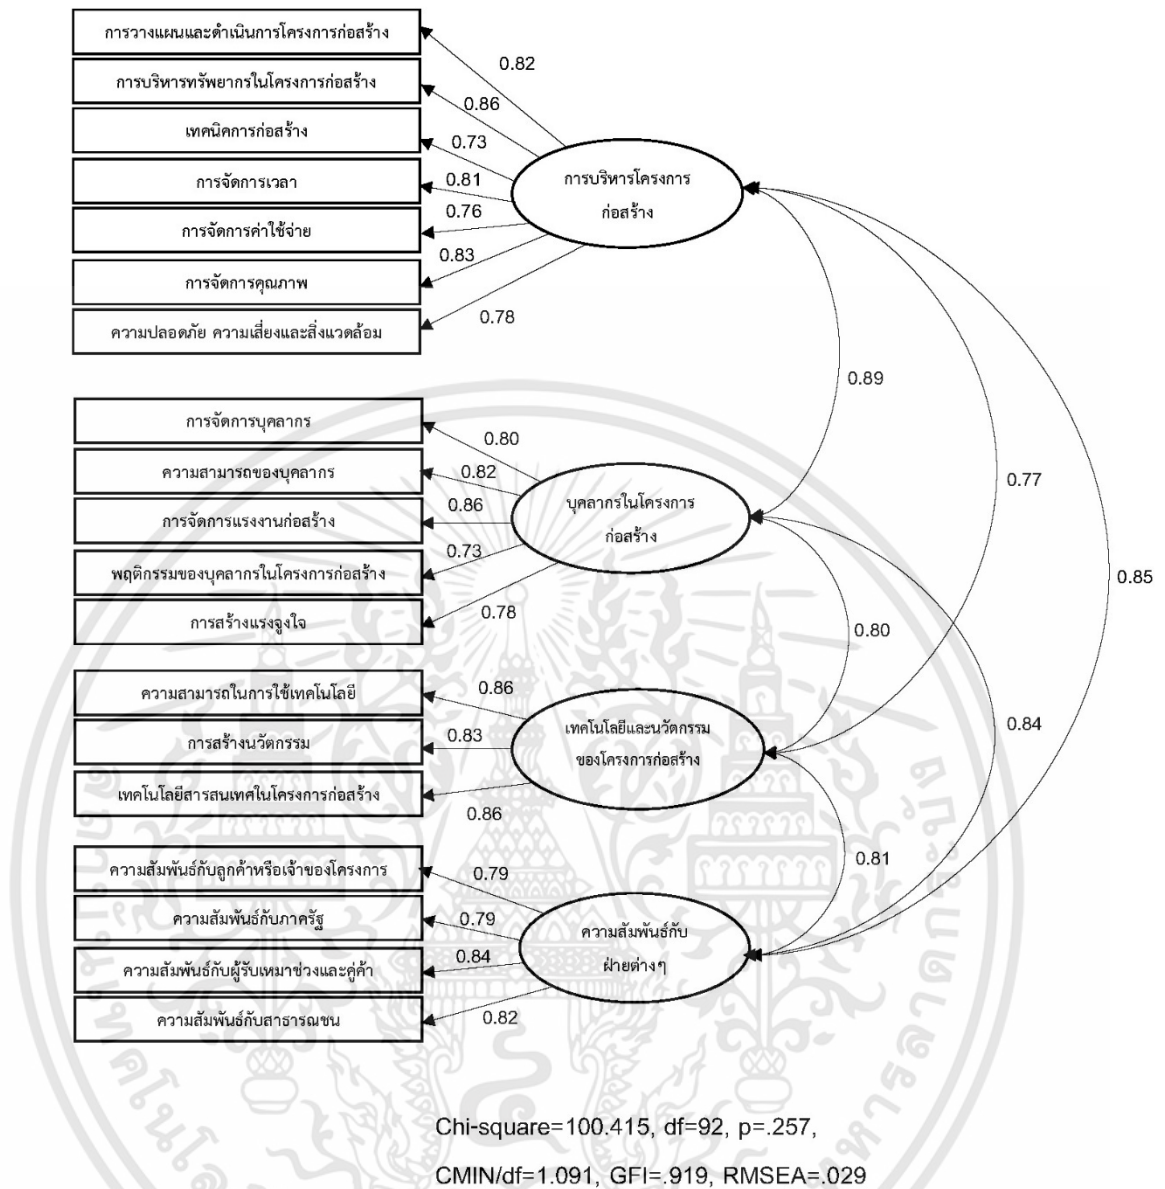 การวางแผนและดำเนินการโครงการก่อสร้าง
0.82
การบริหารทรัพยากรในโครงการก่อสร้าง
0.86
เทคนิคการก่อสร้าง
0.73
การจัดการเวลา
0.81
การจัดการค่าใช้จ่าย
0.76
การจัดการคุณภาพ
0.83
ความปลอดภัย ความเสี่ยงและสิ่งแวดล้อม
0.78
การบริหารโครงการ
ก่อสร้าง
0.89
0.77
0.85
การจัดการบุคลากร
0.80
ความสามารถของบุคลากร
0.82
การจัดการแรงงานก่อสร้าง
0.86
พฤติกรรมของบุคลากรในโครงการก่อสร้าง
0.73
การสร้างแรงจูงใจ
0.78
บุคลากรในโครงการ
ก่อสร้าง
0.80
0.84
ความสามารถในการใช้เทคโนโลยี
0.86
การสร้างนวัตกรรม
0.83
เทคโนโลยีสารสนเทศในโครงการก่อสร้าง
0.86
เทคโนโลยีและนวัตกรรม
ของโครงการก่อสร้าง
0.81
ความสัมพันธ์กับลูกค้าหรือเจ้าของโครงการ
0.79
ความสัมพันธ์กับภาครัฐ
0.79
ความสัมพันธ์กับผู้รับเหมาช่วงและคู่ค้า
0.84
ความสัมพันธ์กับสาธารณชน
0.82
ความสัมพันธ์กับ
ฝ่ายต่างๆ
Chi-square=100.415, df=92, p=.257,
CMIN/df=1.091, GFI=.919, RMSEA=.029